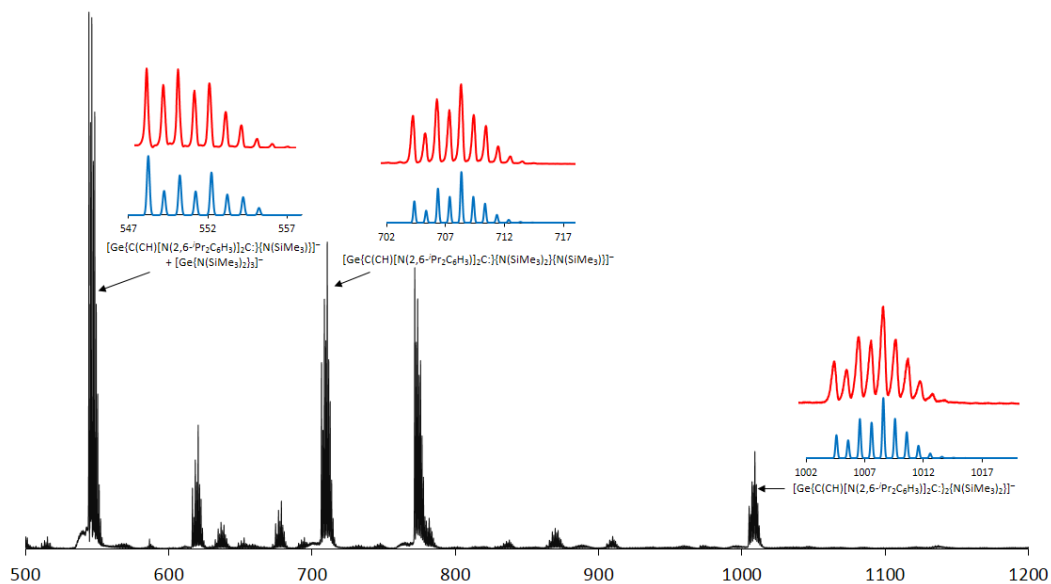 547 552 557
[Ge{C(CH)[N(2,6-ⁱPr₂C₆H₃)]₂C:}{N(SiMe₃)}]⁻
+ [Ge{N(SiMe₃)₂}₃]⁻
702 707 712 717
[Ge{C(CH)[N(2,6-ⁱPr₂C₆H₃)]₂C:}{N(SiMe₃)₂}{N(SiMe₃)}]⁻
1002 1007 1012 1017
[Ge{C(CH)[N(2,6-ⁱPr₂C₆H₃)]₂C:}₂{N(SiMe₃)₂}]⁻
500 600 700 800 900 1000 1100 1200